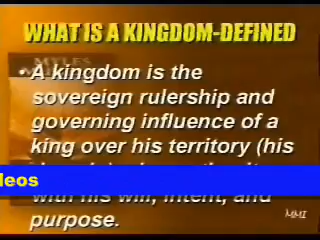 WHAT IS A KINGDOM-DEFINED
MYLES
• A kingdom is the
sovereign rulership and
governing influence of a
king over his territory (his
leos
with his will, intent, and
purpose.
MMI